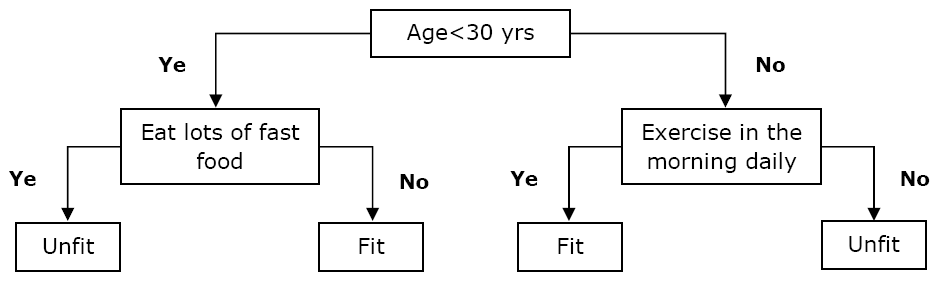 Age<30 yrs
Ye
No
Eat lots of fast
food
Exercise in the
morning daily
Ye
No
Ye
No
Unfit
Fit
Fit
Unfit